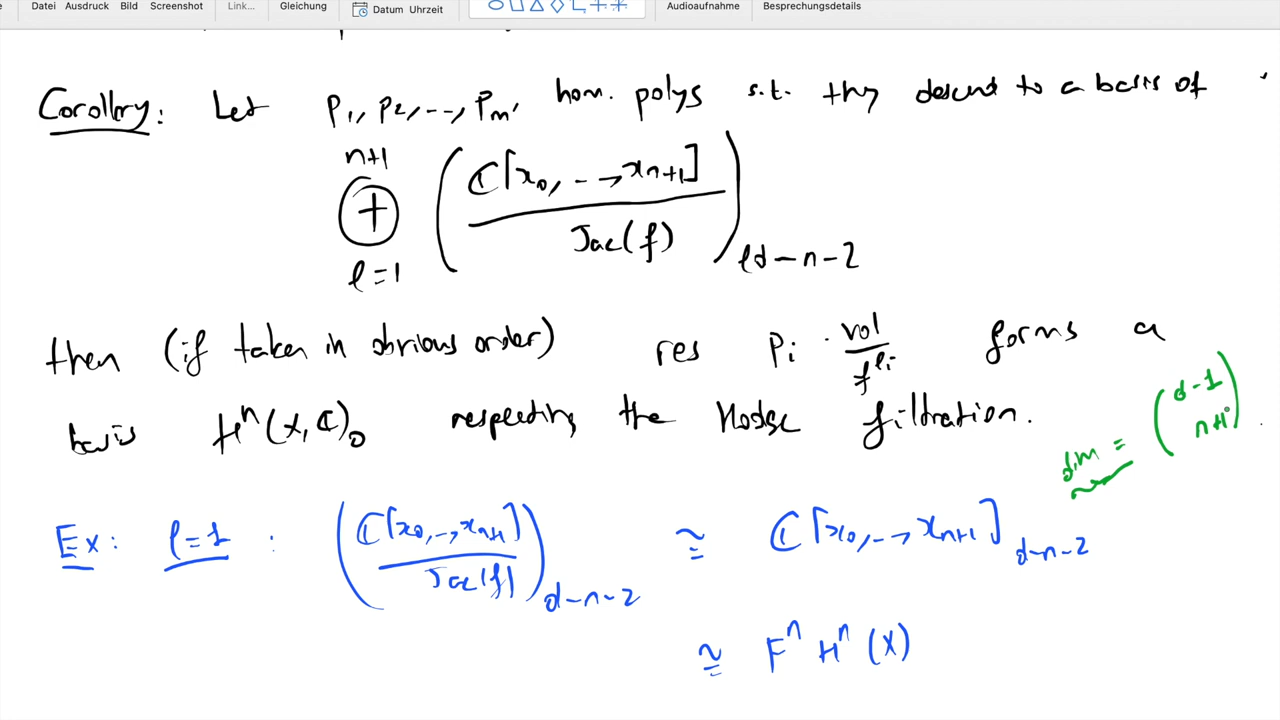 Datei Ausdruck Bild Screenshot Link... Gleichung Datum Uhrzeit Audioaufnahme Besprechungsdetails
Corollary: Let P₁, P₂, --, Pₘ, hom. polys s.t. they descend to a basis of
n+1
⊕ (ℂ[x₀, --, xₙ₊₁] / Jac(f))_{ℓd-n-2}
ℓ=1
then (if taken in obvious order) res Pᵢ · vol / f^{ℓᵢ} forms a
basis Hⁿ(X, ℂ)₀ respecting the Hodge filtration.
dim = (d-1 n+1)
Ex: ℓ=1 : (ℂ[x₀, --, xₙ₊₁] / Jac(f))_{d-n-2} ≅ ℂ[x₀, --, xₙ₊₁]_{d-n-2}
≅ Fⁿ Hⁿ (X)